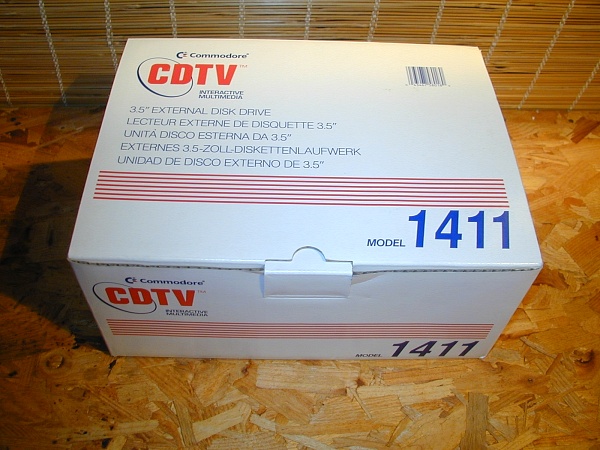 Commodore®
CDTV™
INTERACTIVE
MULTIMEDIA
3.5" EXTERNAL DISK DRIVE
LECTEUR EXTERNE DE DISQUETTE 3.5"
UNITÀ DISCO ESTERNA DA 3.5"
EXTERNES 3.5-ZOLL-DISKETTENLAUFWERK
UNIDAD DE DISCO EXTERNO DE 3.5"
MODEL 1411
Commodore®
CDTV™
INTERACTIVE
MULTIMEDIA
MODEL 1411